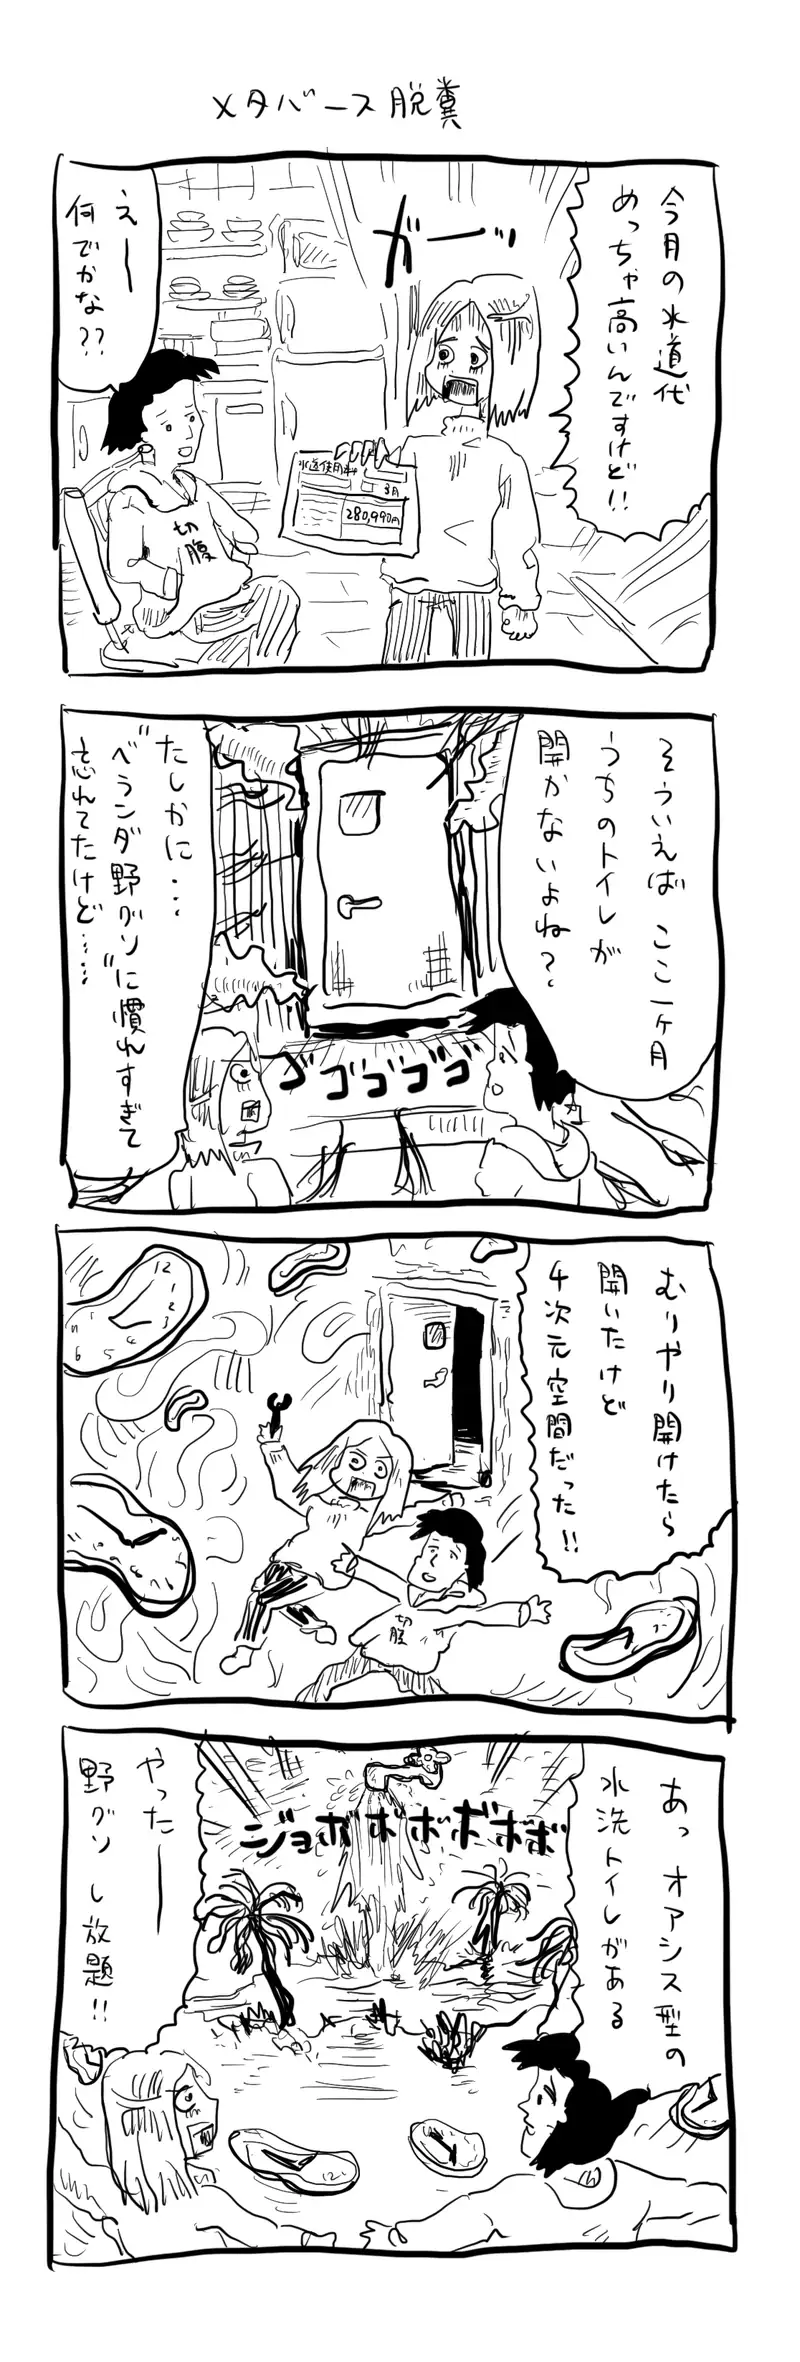 メタバース脱糞
今月の水道代
めっちゃ高いんですけど!!
ガーッ
えー
何でかな??
水道使用料
3月
280,990円
切
腹
そういえば ここ一ヶ月
うちのトイレが
開かないよね?
たしかに…
"ベランダ野グソ"に慣れすぎて
忘れてたけど……
ゴゴゴゴゴ
むりやり開けたら
開いたけど
4次元空間だった!!
12
1
2
3
4
5
6
切
腹
あっ オアシス型の
水洗トイレがある
ジョボボボボボボ
やったー
野グソ し放題!!
12